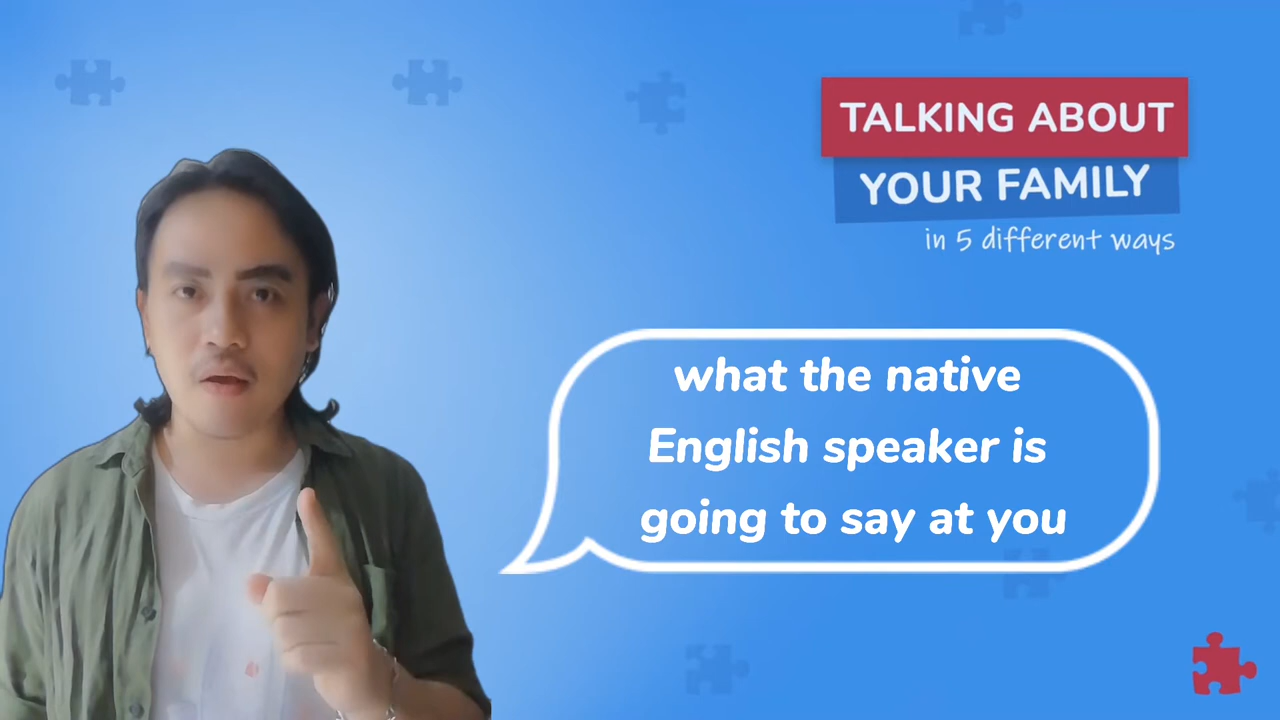 TALKING ABOUT
YOUR FAMILY
in 5 different ways
what the native
English speaker is
going to say at you